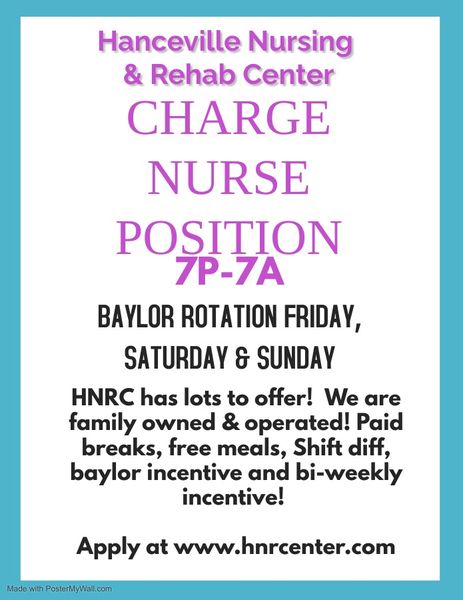 Hanceville Nursing
& Rehab Center
CHARGE
NURSE
POSITION
7P-7A
BAYLOR ROTATION FRIDAY,
SATURDAY & SUNDAY
HNRC has lots to offer! We are
family owned & operated! Paid
breaks, free meals, Shift diff,
baylor incentive and bi-weekly
incentive!
Apply at www.hnrcenter.com
Made with PosterMyWall.com